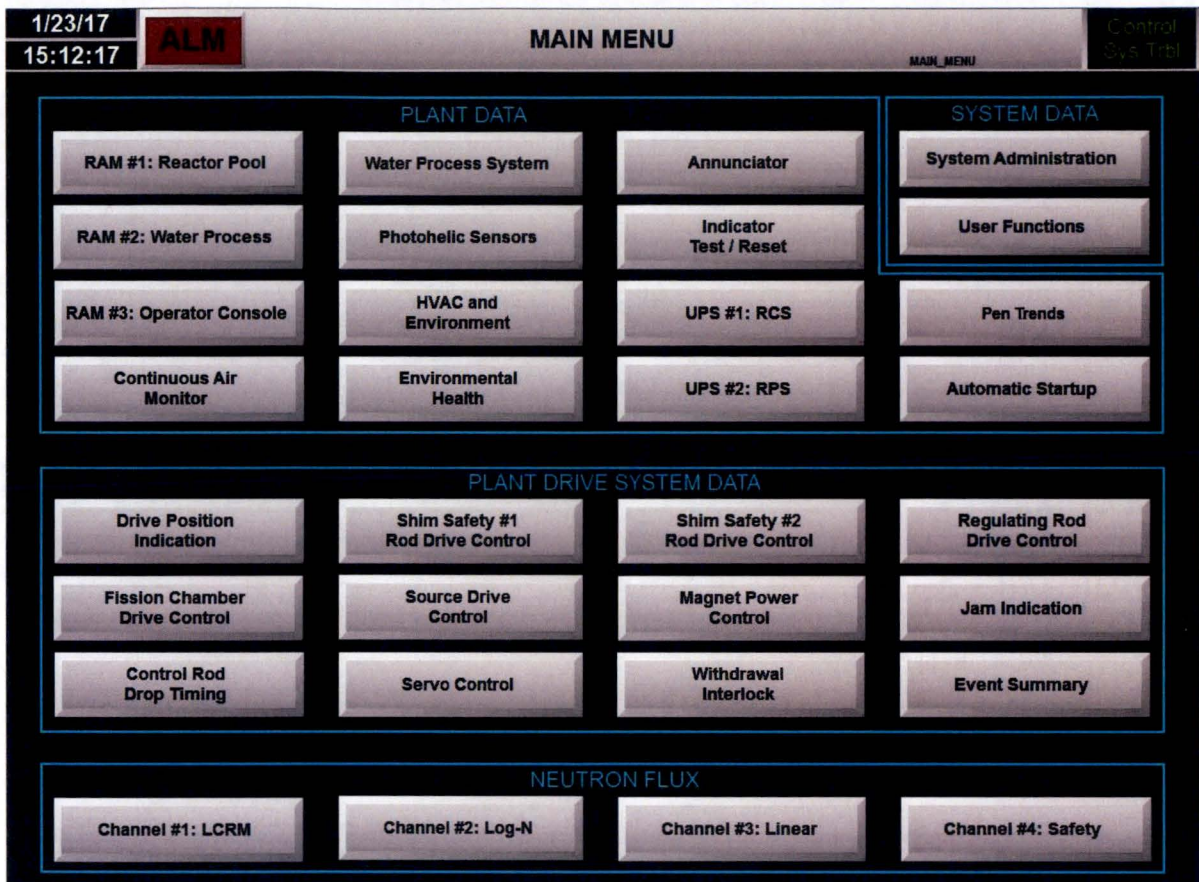 1/23/17
15:12:17
ALM
MAIN MENU
MAIN_MENU
Control
Sys Trbl
PLANT DATA
RAM #1: Reactor Pool
Water Process System
Annunciator
RAM #2: Water Process
Photohelic Sensors
Indicator
Test / Reset
RAM #3: Operator Console
HVAC and
Environment
UPS #1: RCS
Pen Trends
Continuous Air
Monitor
Environmental
Health
UPS #2: RPS
Automatic Startup
SYSTEM DATA
System Administration
User Functions
PLANT DRIVE SYSTEM DATA
Drive Position
Indication
Shim Safety #1
Rod Drive Control
Shim Safety #2
Rod Drive Control
Regulating Rod
Drive Control
Fission Chamber
Drive Control
Source Drive
Control
Magnet Power
Control
Jam Indication
Control Rod
Drop Timing
Servo Control
Withdrawal
Interlock
Event Summary
NEUTRON FLUX
Channel #1: LCRM
Channel #2: Log-N
Channel #3: Linear
Channel #4: Safety